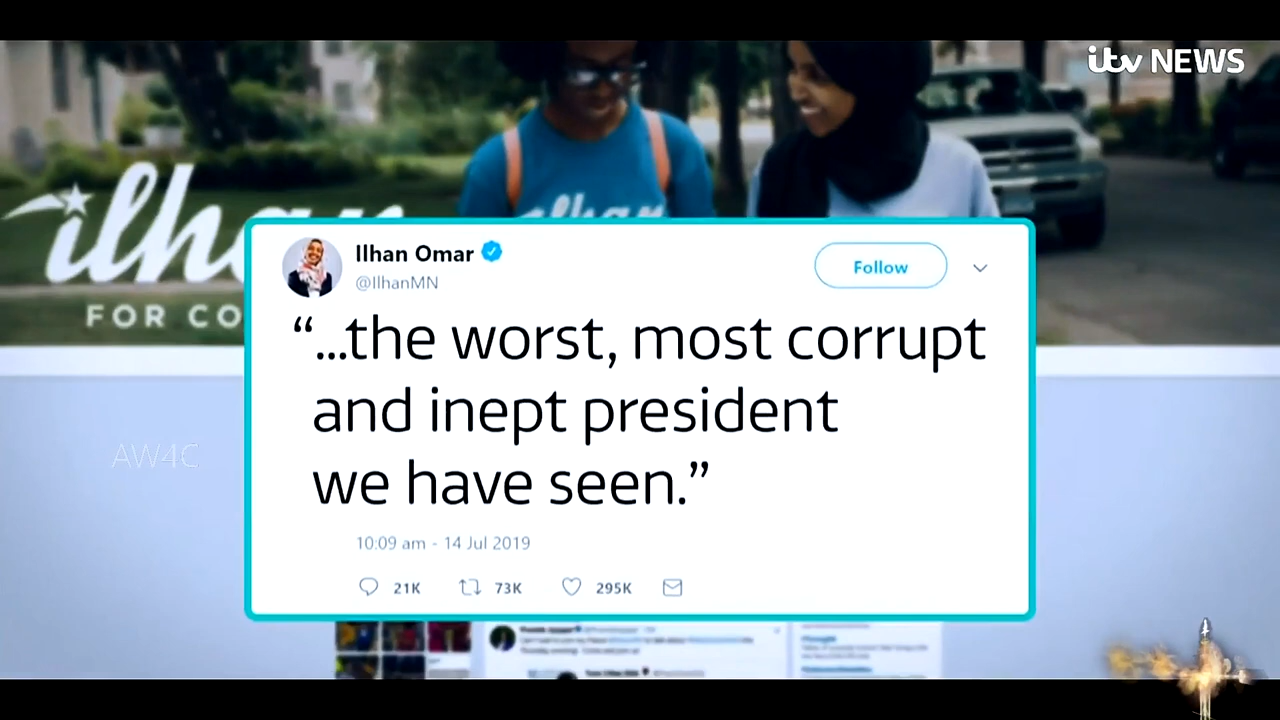 itv NEWS
ilhan
ilhan
FOR CO
Ilhan Omar
Follow
@IlhanMN
“...the worst, most corrupt
and inept president
we have seen.”
AW4C
10:09 am - 14 Jul 2019
21K 73K 295K